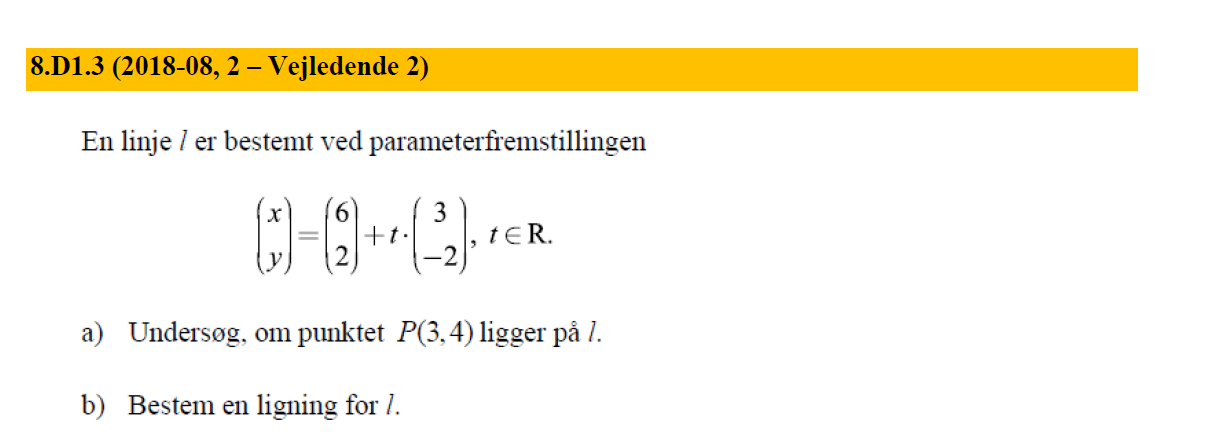 8.D1.3 (2018-08, 2 – Vejledende 2)
En linje l er bestemt ved parameterfremstillingen
(x y) = (6 2) + t · (3 −2), t ∈ R.
a) Undersøg, om punktet P(3,4) ligger på l.
b) Bestem en ligning for l.